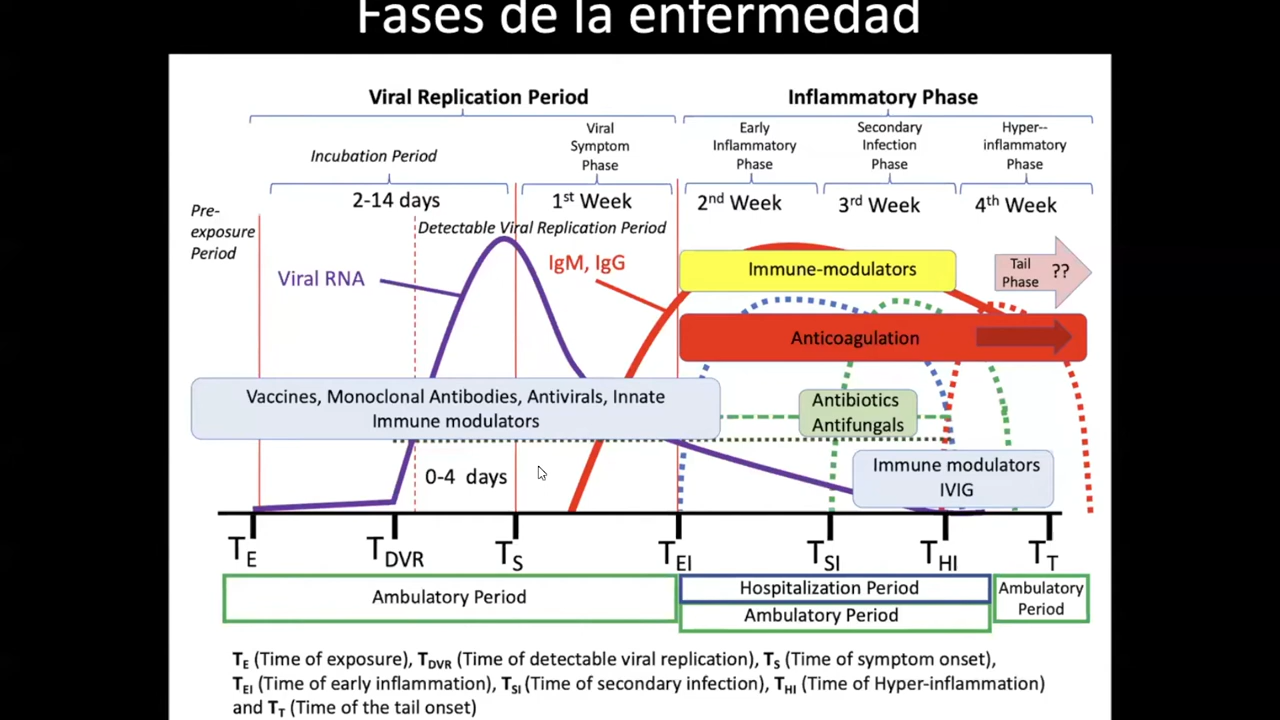 Fases de la enfermedad
Viral Replication Period
Inflammatory Phase
Incubation Period
Viral
Symptom
Phase
Early
Inflammatory
Phase
Secondary
Infection
Phase
Hyper--
inflammatory
Phase
2-14 days
1st Week
2nd Week
3rd Week
4th Week
Pre-
exposure
Period
Detectable Viral Replication Period
Viral RNA
IgM, IgG
Immune-modulators
Tail
Phase
??
Anticoagulation
Vaccines, Monoclonal Antibodies, Antivirals, Innate
Immune modulators
Antibiotics
Antifungals
0-4 days
Immune modulators
IVIG
TE
TDVR
TS
TEI
TSI
THI
TT
Ambulatory Period
Hospitalization Period
Ambulatory Period
Ambulatory
Period
TE (Time of exposure), TDVR (Time of detectable viral replication), TS (Time of symptom onset),
TEI (Time of early inflammation), TSI (Time of secondary infection), THI (Time of Hyper-inflammation)
and TT (Time of the tail onset)